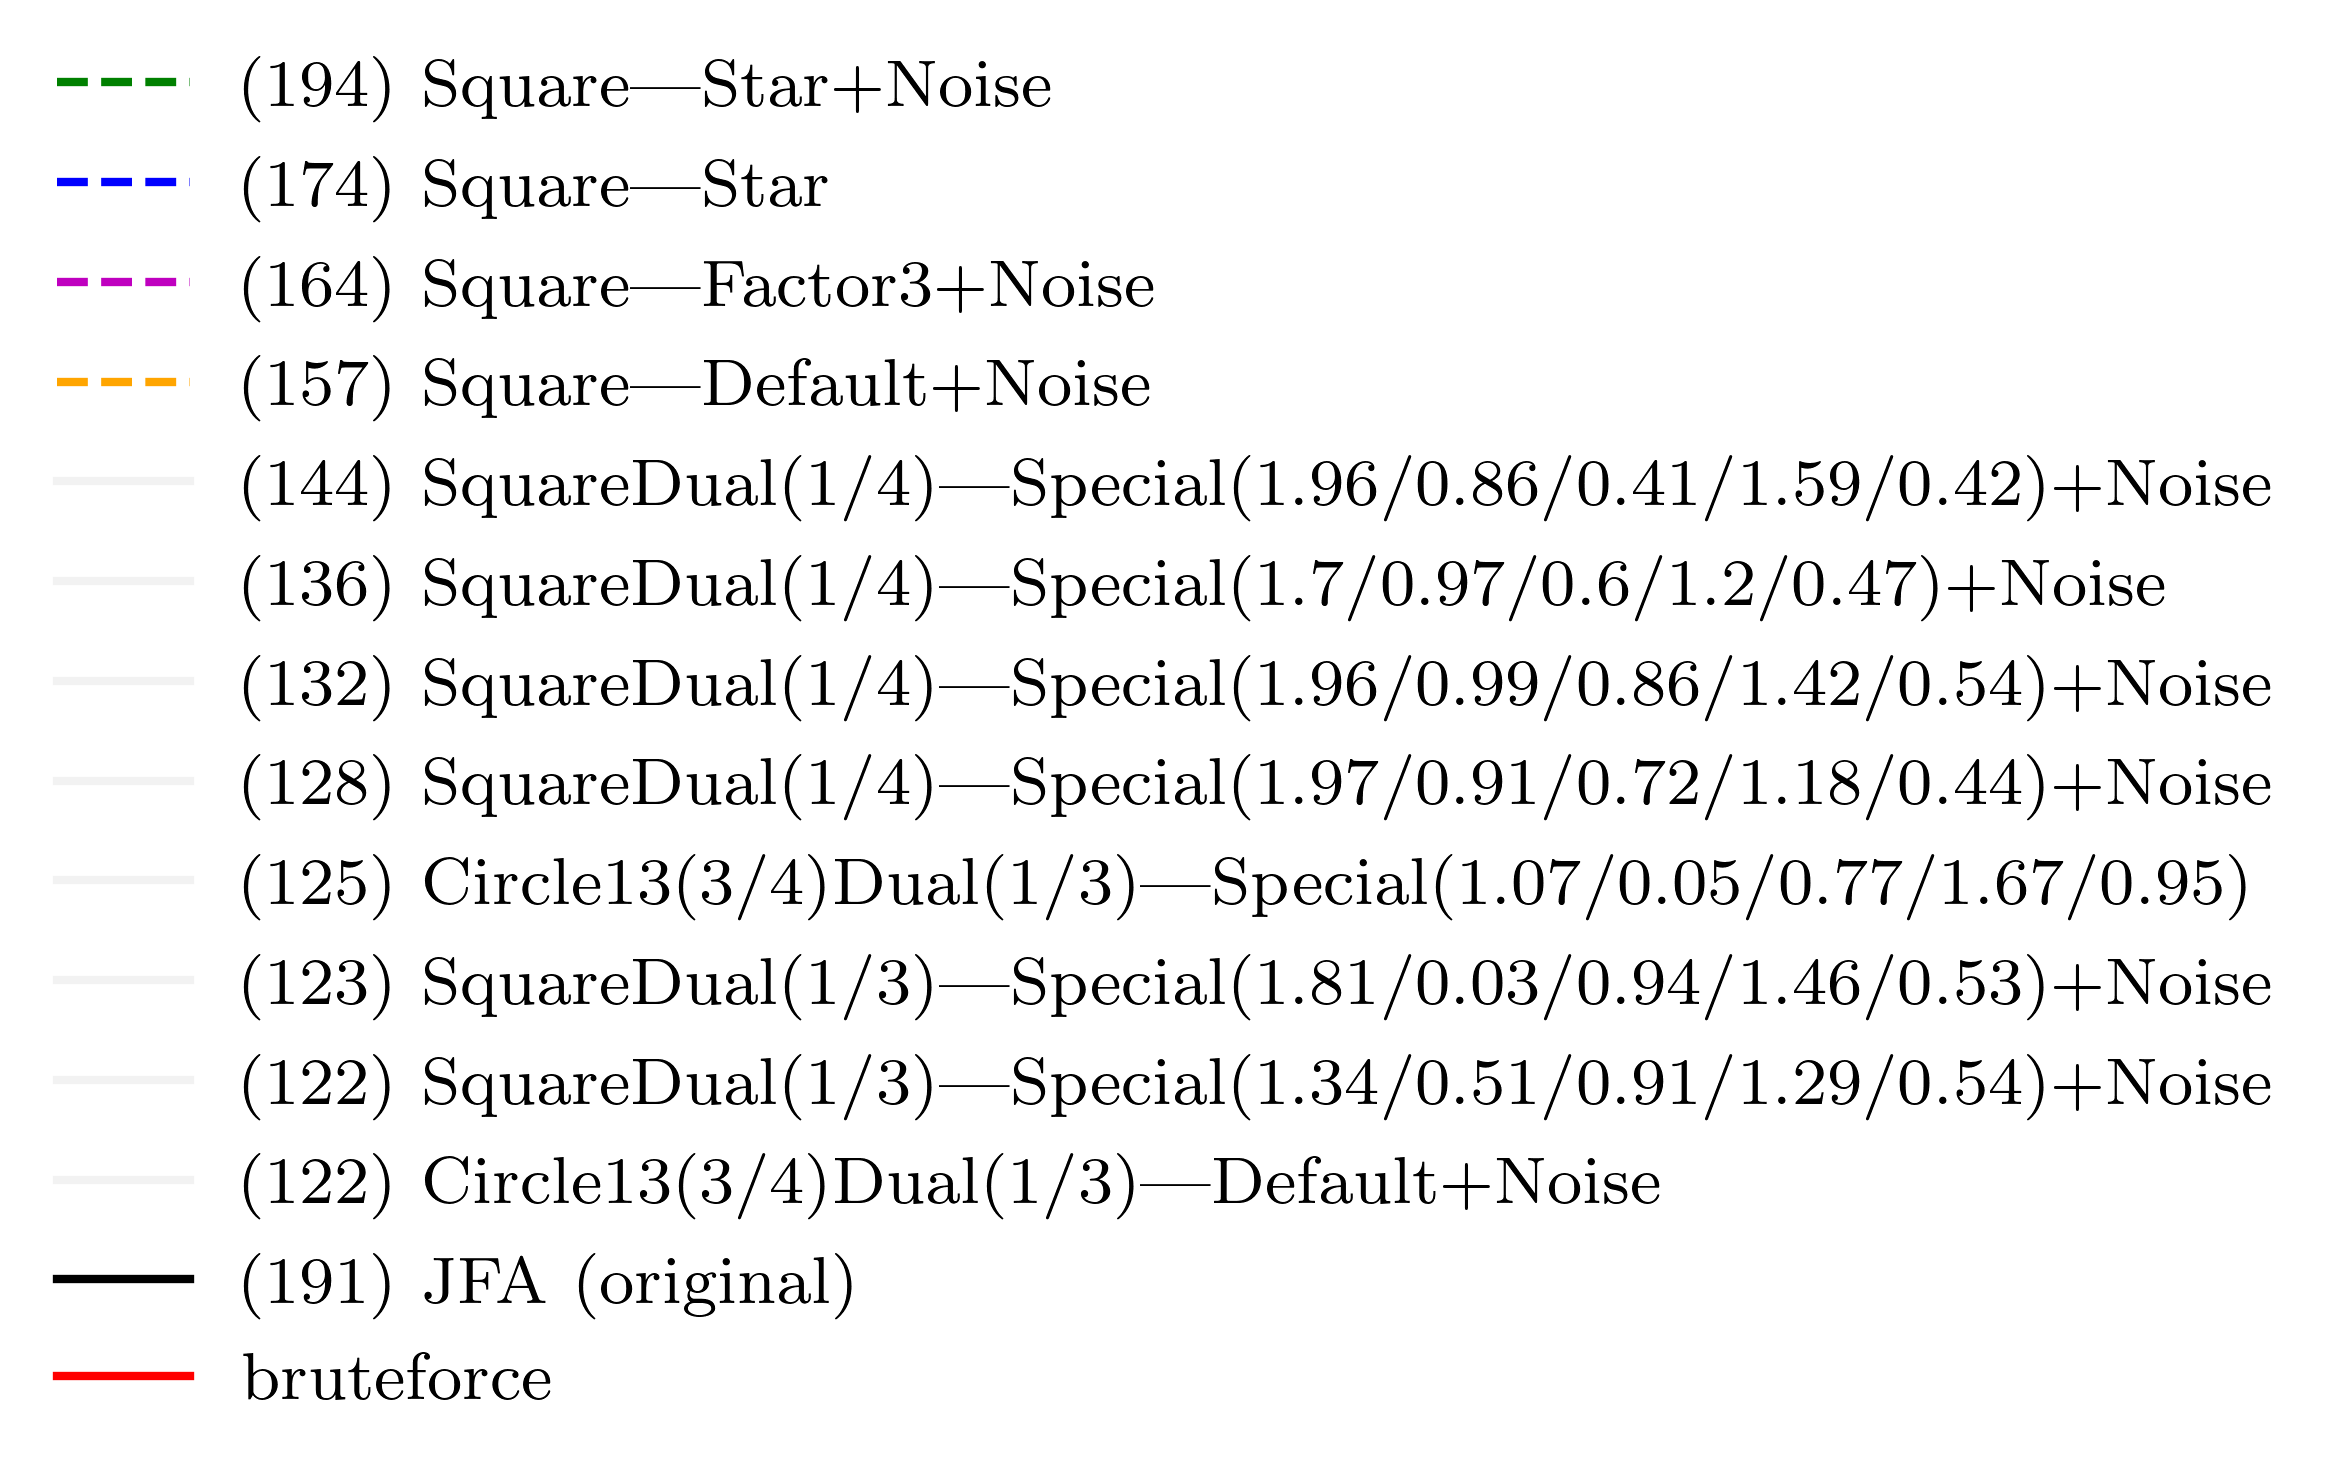 (194) Square—Star+Noise
(174) Square—Star
(164) Square—Factor3+Noise
(157) Square—Default+Noise
(144) SquareDual(1/4)—Special(1.96/0.86/0.41/1.59/0.42)+Noise
(136) SquareDual(1/4)—Special(1.7/0.97/0.6/1.2/0.47)+Noise
(132) SquareDual(1/4)—Special(1.96/0.99/0.86/1.42/0.54)+Noise
(128) SquareDual(1/4)—Special(1.97/0.91/0.72/1.18/0.44)+Noise
(125) Circle13(3/4)Dual(1/3)—Special(1.07/0.05/0.77/1.67/0.95)
(123) SquareDual(1/3)—Special(1.81/0.03/0.94/1.46/0.53)+Noise
(122) SquareDual(1/3)—Special(1.34/0.51/0.91/1.29/0.54)+Noise
(122) Circle13(3/4)Dual(1/3)—Default+Noise
(191) JFA (original)
bruteforce